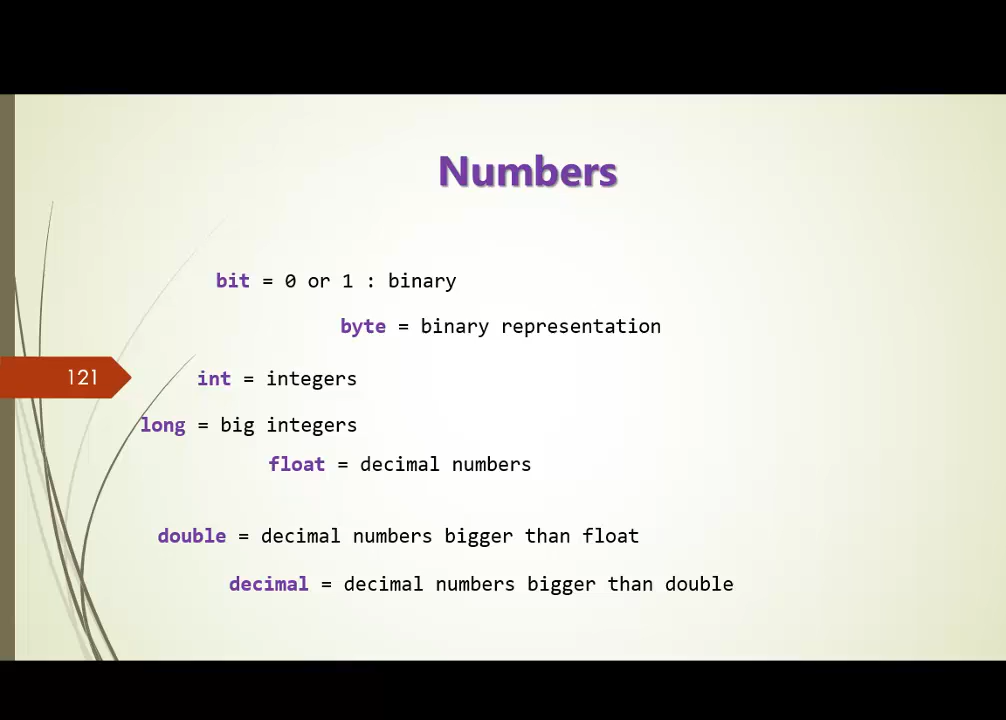 Numbers
bit = 0 or 1 : binary
byte = binary representation
121
int = integers
long = big integers
float = decimal numbers
double = decimal numbers bigger than float
decimal = decimal numbers bigger than double